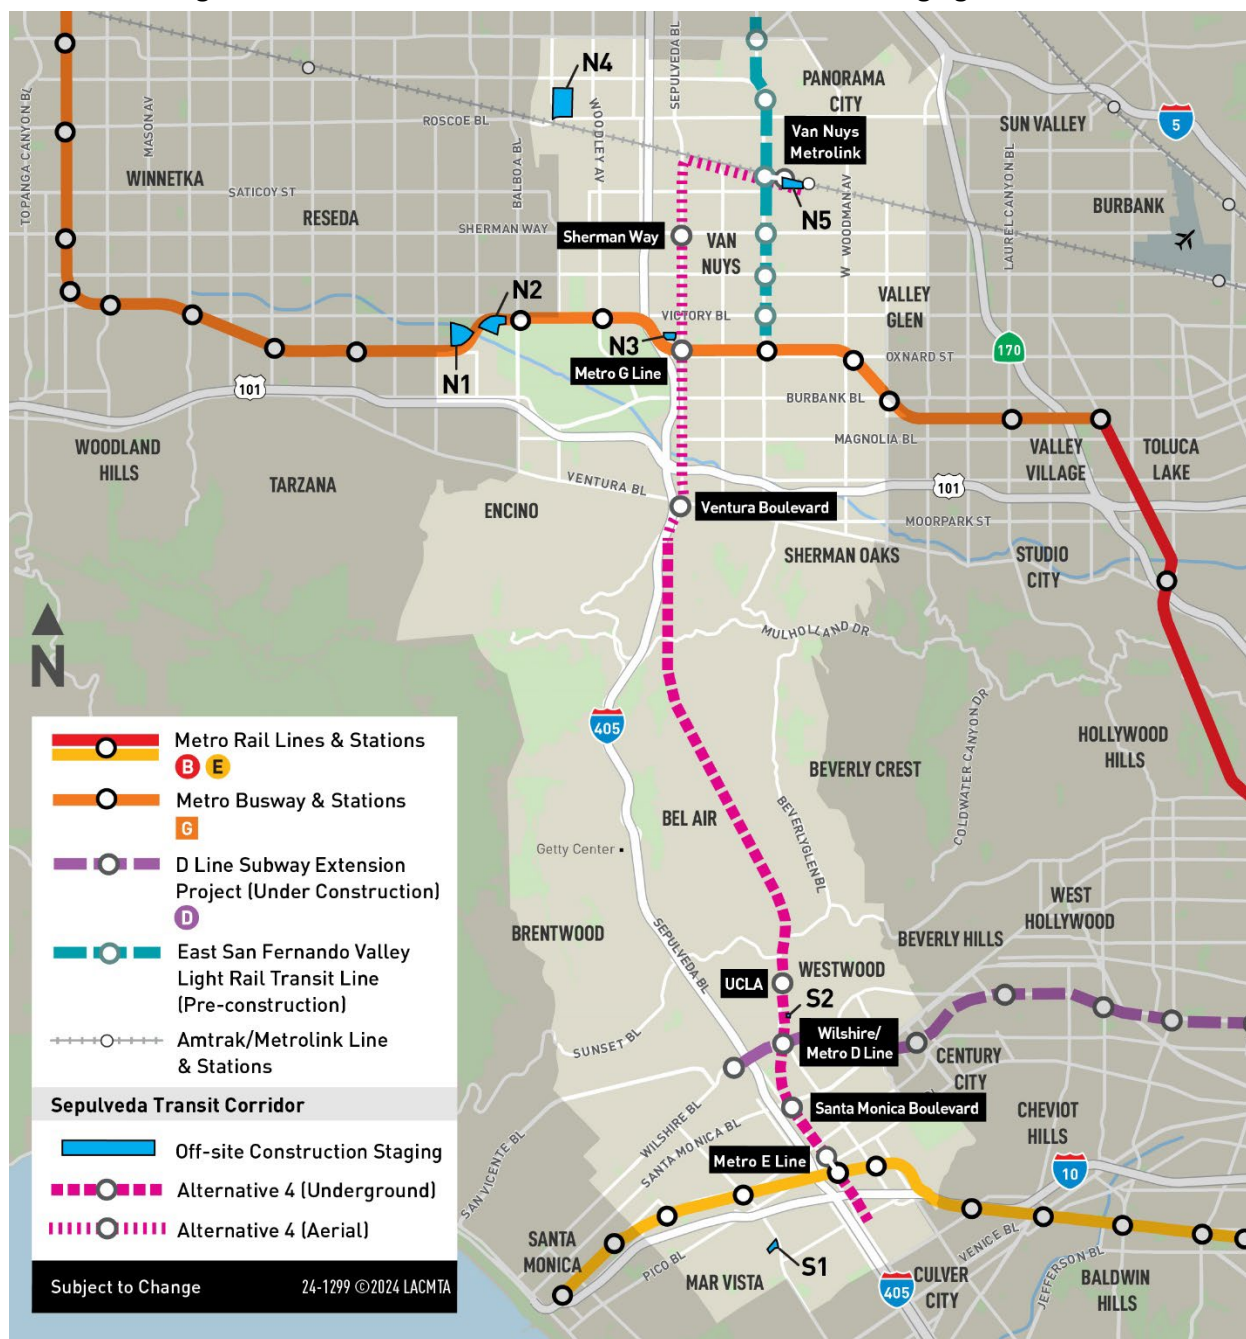 SEPULVEDA BL
N4
PANORAMA
CITY
TOPANGA CANYON BL
MASON AV
ROSCOE BL
WOODLEY AV
BALBOA BL
LAUREL CANYON BL
SUN VALLEY
5
Van Nuys
Metrolink
WINNETKA
SATICOY ST
RESEDA
SHERMAN WAY
Sherman Way
VAN
NUYS
N5
W WOODMAN AV
BURBANK
N2
VICTORY BL
VALLEY
GLEN
N1
N3
Metro G Line
OXNARD ST
170
101
BURBANK BL
MAGNOLIA BL
WOODLAND
HILLS
TARZANA
VENTURA BL
ENCINO
Ventura Boulevard
101
VALLEY
VILLAGE
TOLUCA
LAKE
MOORPARK ST
SHERMAN OAKS
STUDIO
CITY
MULHOLLAND DR
N
405
COLDWATER CANYON DR
HOLLYWOOD
HILLS
BEVERLY CREST
BEL AIR
BEVERLYGLEN BL
Getty Center
WEST
HOLLYWOOD
BRENTWOOD
SEPULVEDA BL
BEVERLY HILLS
UCLA
WESTWOOD
S2
SUNSET BL
Wilshire/
Metro D Line
CENTURY
CITY
Santa Monica Boulevard
WILSHIRE BL
SANTA MONICA BL
SAN VICENTE BL
Metro E Line
CHEVIOT
HILLS
10
SANTA
MONICA
PICO BL
S1
MAR VISTA
405
CULVER
CITY
VENICE BL
JEFFERSON BL
BALDWIN
HILLS
Metro Rail Lines & Stations
B E
Metro Busway & Stations
G
D Line Subway Extension
Project (Under Construction)
D
East San Fernando Valley
Light Rail Transit Line
(Pre-construction)
Amtrak/Metrolink Line
& Stations
Sepulveda Transit Corridor
Off-site Construction Staging
Alternative 4 (Underground)
Alternative 4 (Aerial)
Subject to Change 24-1299 ©2024 LACMTA